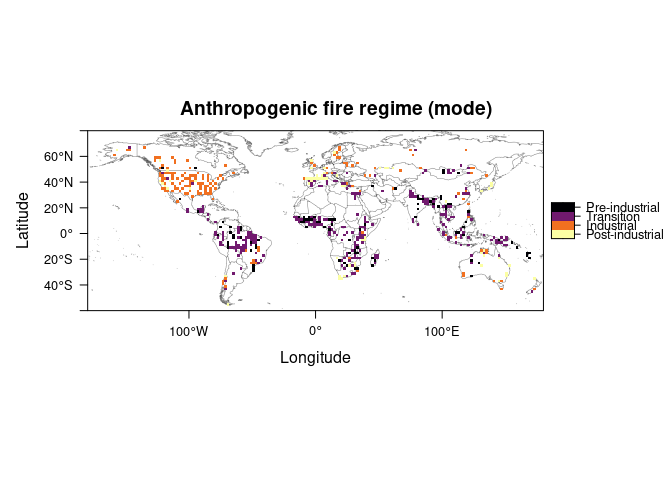 Anthropogenic fire regime (mode)
60°N
40°N
20°N
0°
20°S
40°S
Latitude
100°W
0°
100°E
Longitude
Pre-industrial
Transition
Industrial
Post-industrial